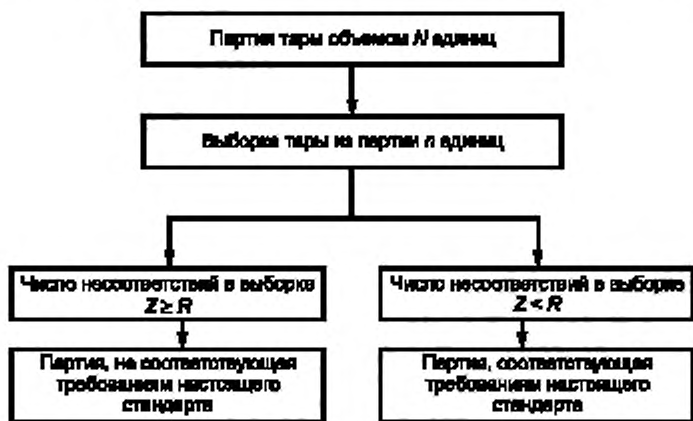 Партия тары объемом N единиц
Выборка тары из партии n единиц
Число несоответствий в выборке
Z ≥ R
Число несоответствий в выборке
Z < R
Партия, не соответствующая
требованиям настоящего
стандарта
Партия, соответствующая
требованиям настоящего
стандарта